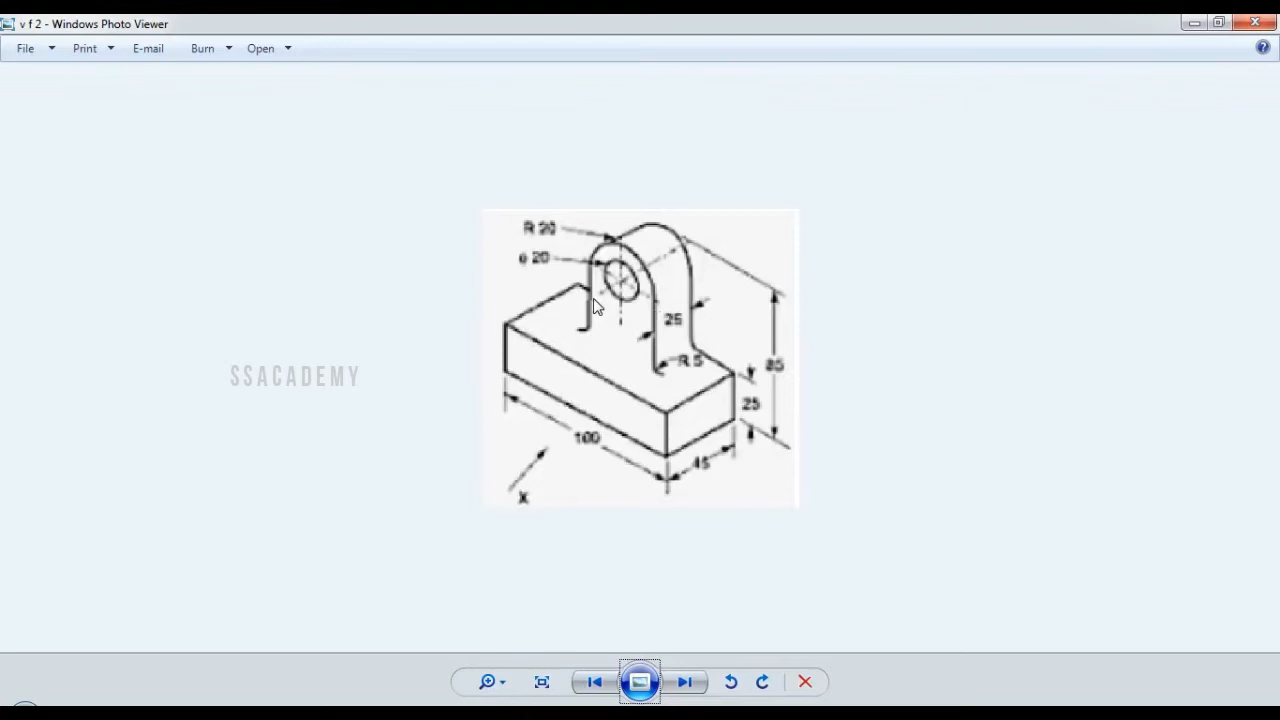 v f 2 - Windows Photo Viewer
File Print E-mail Burn Open
R 20
ø 20
25
R 5
85
25
SSACADEMY
100
45
X